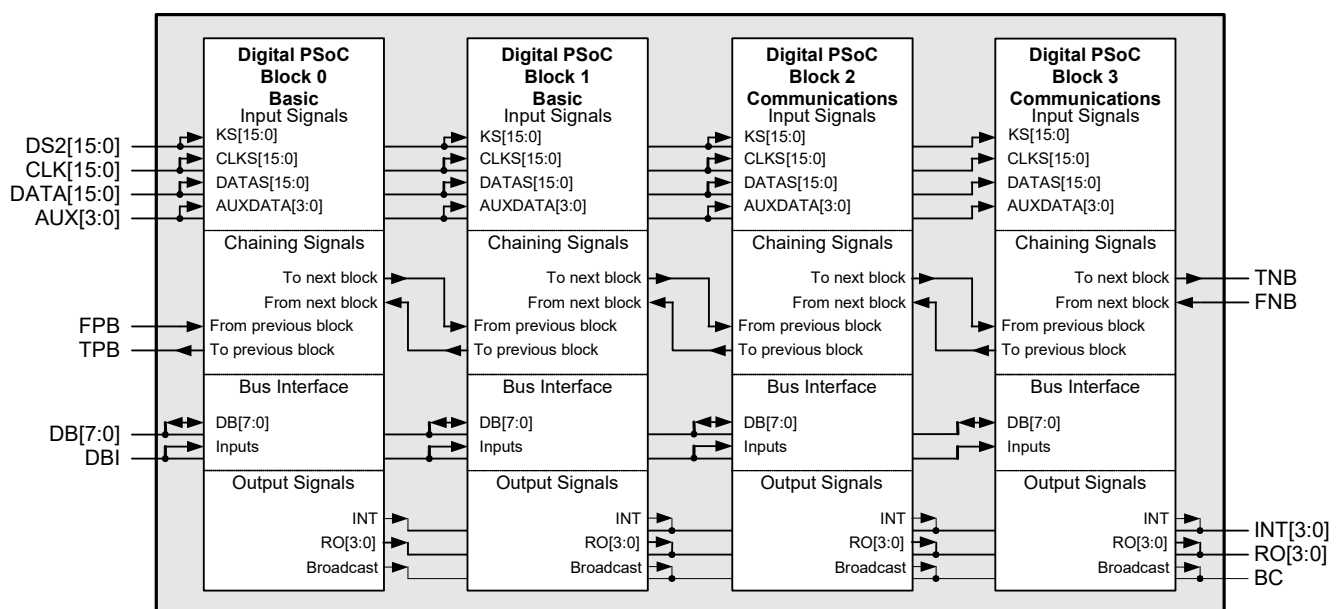 Digital PSoC
Block 0
Basic
Input Signals
KS[15:0]
CLKS[15:0]
DATAS[15:0]
AUXDATA[3:0]
Chaining Signals
To next block
From next block
From previous block
To previous block
Bus Interface
DB[7:0]
Inputs
Output Signals
INT
RO[3:0]
Broadcast
Digital PSoC
Block 1
Basic
Input Signals
KS[15:0]
CLKS[15:0]
DATAS[15:0]
AUXDATA[3:0]
Chaining Signals
To next block
From next block
From previous block
To previous block
Bus Interface
DB[7:0]
Inputs
Output Signals
INT
RO[3:0]
Broadcast
Digital PSoC
Block 2
Communications
Input Signals
KS[15:0]
CLKS[15:0]
DATAS[15:0]
AUXDATA[3:0]
Chaining Signals
To next block
From next block
From previous block
To previous block
Bus Interface
DB[7:0]
Inputs
Output Signals
INT
RO[3:0]
Broadcast
Digital PSoC
Block 3
Communications
Input Signals
KS[15:0]
CLKS[15:0]
DATAS[15:0]
AUXDATA[3:0]
Chaining Signals
To next block
From next block
From previous block
To previous block
Bus Interface
DB[7:0]
Inputs
Output Signals
INT
RO[3:0]
Broadcast
DS2[15:0]
CLK[15:0]
DATA[15:0]
AUX[3:0]
FPB
TPB
DB[7:0]
DBI
TNB
FNB
INT[3:0]
RO[3:0]
BC